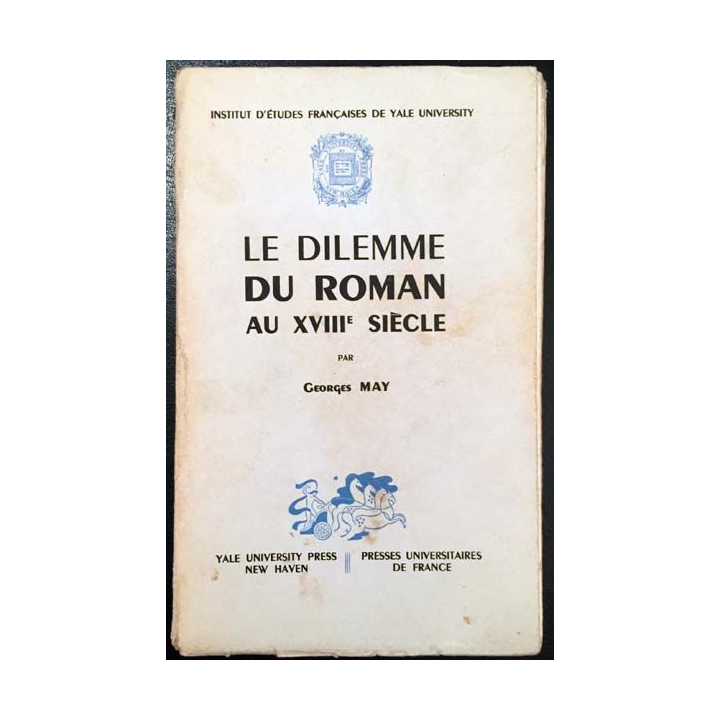 INSTITUT D'ÉTUDES FRANÇAISES DE YALE UNIVERSITY
LE DILEMME
DU ROMAN
AU XVIIIᴱ SIÈCLE
PAR
GEORGES MAY
YALE UNIVERSITY PRESS
NEW HAVEN
PRESSES UNIVERSITAIRES
DE FRANCE